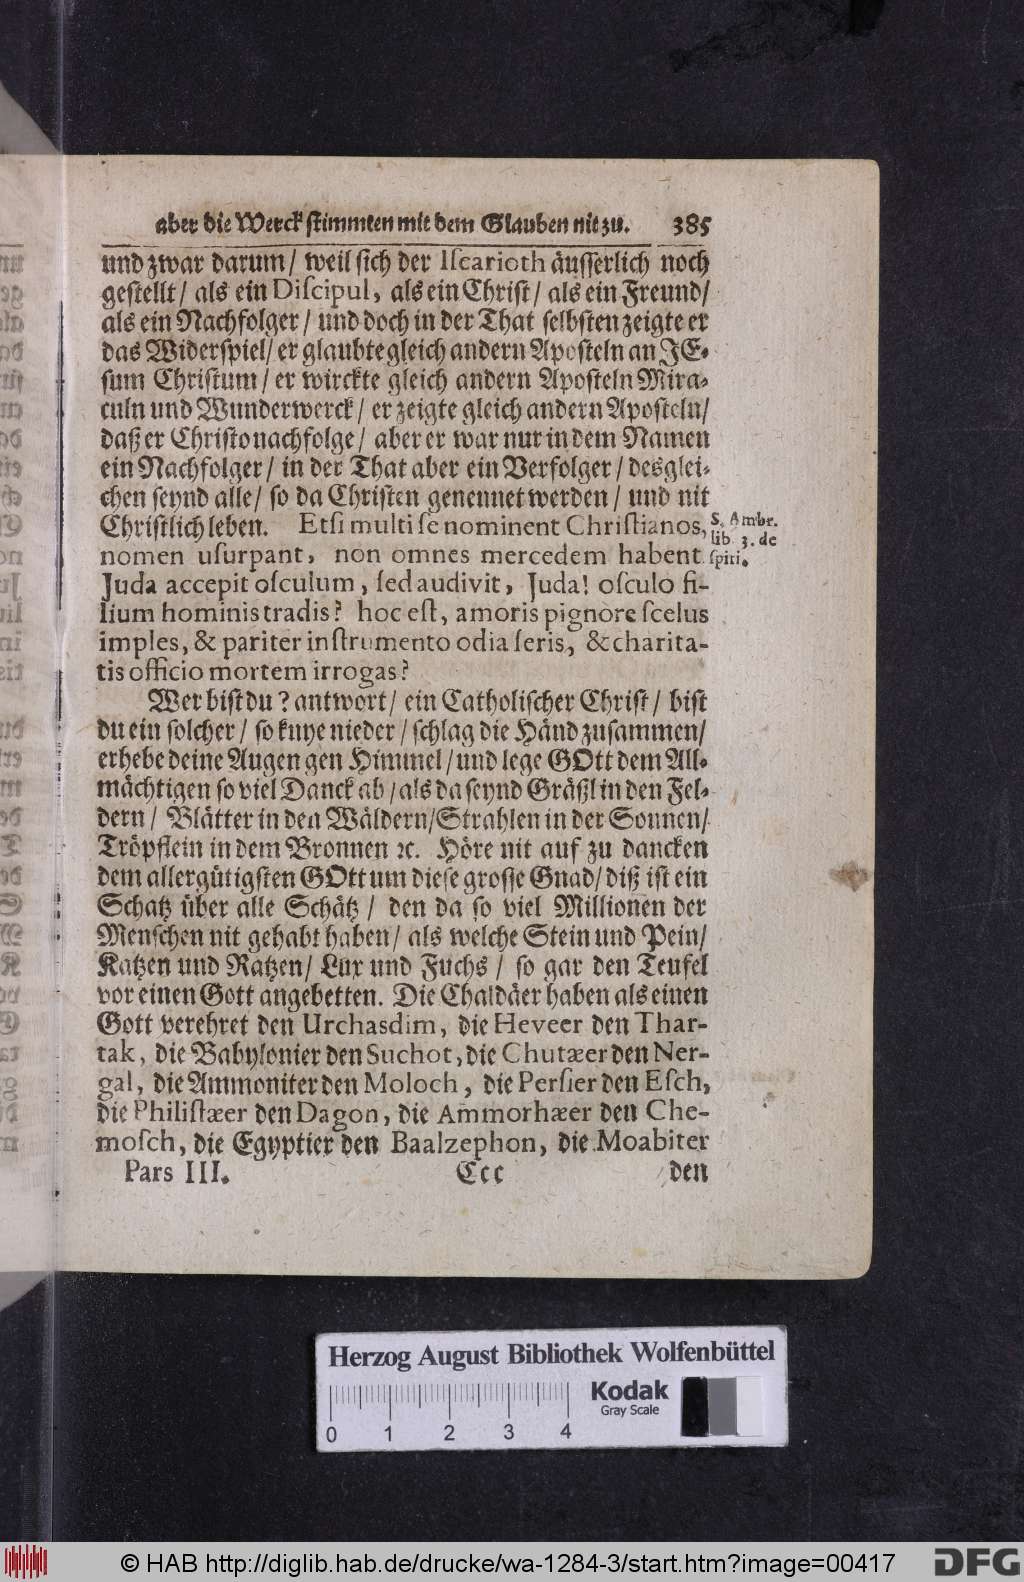 aber die Werck stimmten mit dem Glauben nit zu. 385
und zwar darum / weil sich der Iſcarioth äuſſerlich noch
geſtellt / als ein Diſcipul, als ein Chriſt / als ein Freund /
als ein Nachfolger / und doch in der That ſelbſten zeigte er
das Widerſpiel / er glaubte gleich andern Apoſteln an JE-
ſum Chriſtum / er wirckte gleich andern Apoſteln Mira-
culn und Wunderwerck / er zeigte gleich andern Apoſteln /
daß er Chriſto nachfolge / aber er war nur in dem Namen
ein Nachfolger / in der That aber ein Verfolger / desglei-
chen ſeynd alle / ſo da Chriſten genennet werden / und nit
Chriſtlich leben. Etſi multi ſe nominent Chriſtianos,
nomen uſurpant, non omnes mercedem habent
S. Ambr.
lib 3. de
ſpiri.
Juda accepit oſculum, ſed audivit, Juda! oſculo fi-
lium hominis tradis? hoc eſt, amoris pignore ſcelus
imples, & pariter inſtrumento odia ſeris, & charita-
tis officio mortem irrogas?
Wer biſt du? antwort / ein Catholiſcher Chriſt / biſt
du ein ſolcher / ſo knye nieder / ſchlag die Händ zuſammen /
erhebe deine Augen gen Himmel / und lege GOtt dem All-
mächtigen ſo viel Danck ab / als da ſeynd Gräßl in den Fel-
dern / Blätter in den Wäldern / Strahlen in der Sonnen /
Tröpflein in dem Bronnen ꝛc. Höre nit auf zu dancken
dem allergütigſten GOtt um dieſe groſſe Gnad / diß iſt ein
Schatz über alle Schätz / den da ſo viel Millionen der
Menſchen nit gehabt haben / als welche Stein und Pein /
Katzen und Ratzen / Lux und Fuchs / ſo gar den Teufel
vor einen Gott angebetten. Die Chaldäer haben als einen
Gott verehret den Urchasdim, die Heveer den Thar-
tak, die Babylonier den Suchot, die Chutæer den Ner-
gal, die Ammoniter den Moloch, die Perſier den Eſch,
die Philiſtæer den Dagon, die Ammorhæer den Che-
moſch, die Egyptier den Baalzephon, die Moabiter
Pars III. Ccc den
Herzog August Bibliothek Wolfenbüttel
Kodak
Gray Scale
0 1 2 3 4
© HAB http://diglib.hab.de/drucke/wa-1284-3/start.htm?image=00417
DFG